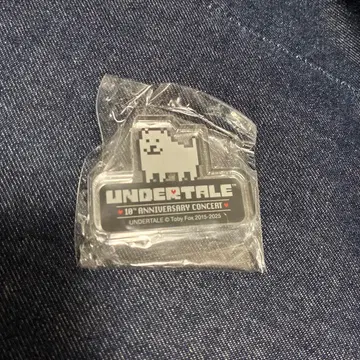 UNDERTALE
10TH ANNIVERSARY CONCERT
UNDERTALE © Toby Fox 2015-2025